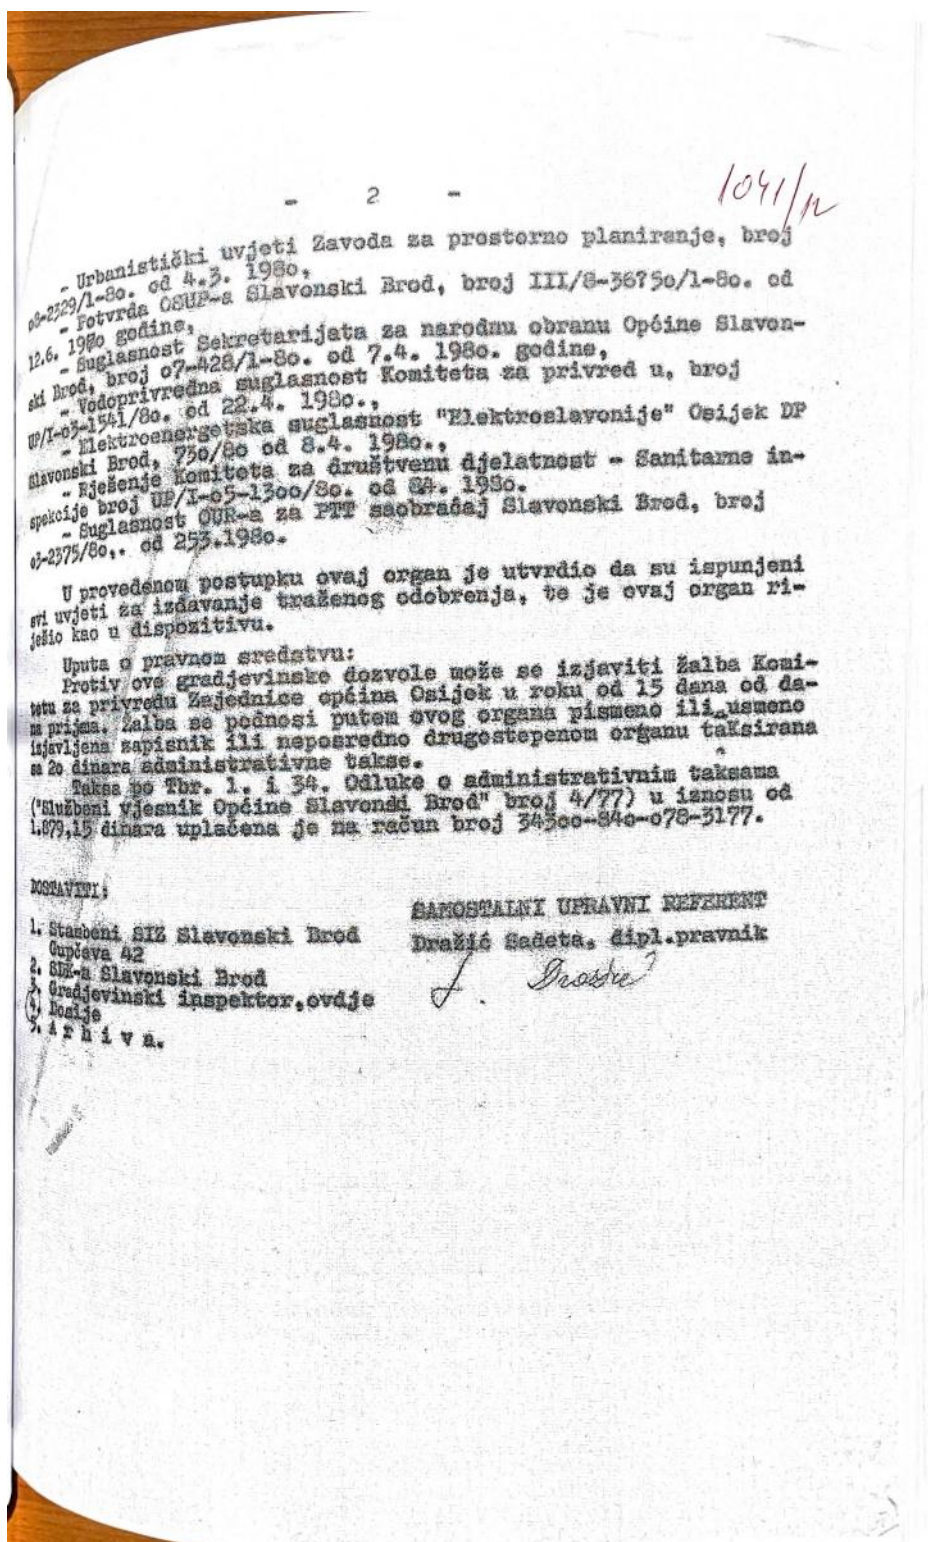 - 2 -
1041/12
- Urbanistički uvjeti Zavoda za prostorno planiranje, broj
08-2329/1-80. od 4.3. 1980,
- Potvrda OSUP-a Slavonski Brod, broj III/8-36750/1-80. od
12.6. 1980 godine,
- Suglasnost Sekretarijata za narodnu obranu Općine Slavon-
ski Brod, broj 07-428/1-80. od 7.4. 1980. godine,
- Vodoprivredna suglasnost Komiteta za privred u, broj
UP/I-03-1541/80. od 22.4. 1980.,
- Elektroenergetska suglasnost "Elektroslavonije" Osijek DP
Slavonski Brod, 730/80 od 8.4. 1980.,
- Rješenje Komiteta za društvenu djelatnost - Sanitarne in-
spekcije broj UP/I-05-1300/80. od 84. 1980.
- Suglasnost OUR-a za PTT saobraćaj Slavonski Brod, broj
03-2375/80,. od 253.1980.
U provedenom postupku ovaj organ je utvrdio da su ispunjeni
svi uvjeti za izdavanje traženog odobrenja, te je ovaj organ ri-
ješio kao u dispozitivu.
Uputa o pravnom sredstvu:
Protiv ove gradjevinske dozvole može se izjaviti žalba Komi-
tetu za privredu Zajednice općina Osijek u roku od 15 dana od da-
na prijema. Žalba se podnosi putem ovog organa pismeno ili usmeno
izjavljena zapisnik ili neposredno drugostepenom organu taksirana
sa 20 dinara administrativne takse.
Taksa po Tbr. 1. i 34. Odluke o administrativnim taksama
("Službeni vjesnik Općine Slavonski Brod" broj 4/77) u iznosu od
1.879,15 dinara uplaćena je na račun broj 34300-840-078-3177.
DOSTAVITI:
1. Stambeni SIZ Slavonski Brod
Gupčeva 42
2. SDK-a Slavonski Brod
3. Gradjevinski inspektor,ovdje
4. Dosije
5. A r h i v a.
SAMOSTALNI UPRAVNI REFERENT
Dražić Sadeta, dipl.pravnik